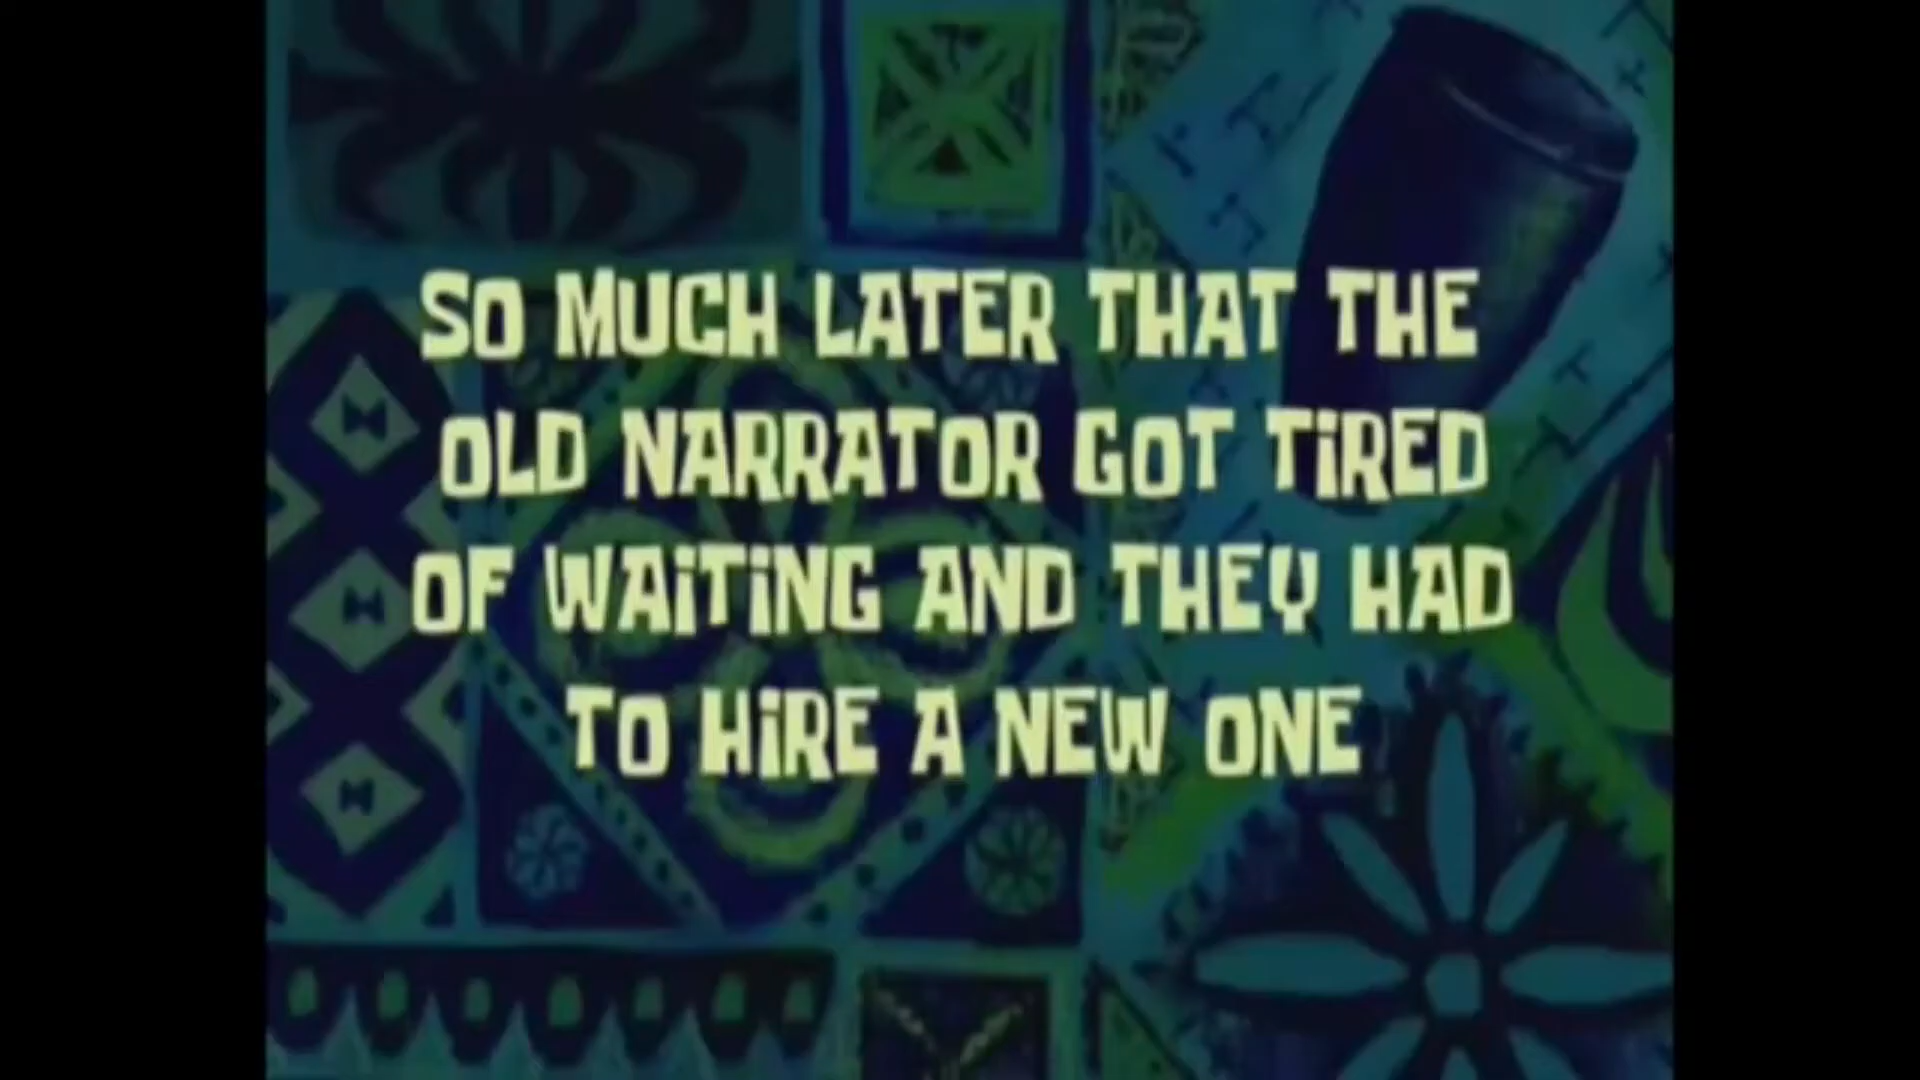 SO MUCH LATER THAT THE
OLD NARRATOR GOT TiRED
OF WAiTiNG AND THEY HAD
TO HiRE A NEW ONE